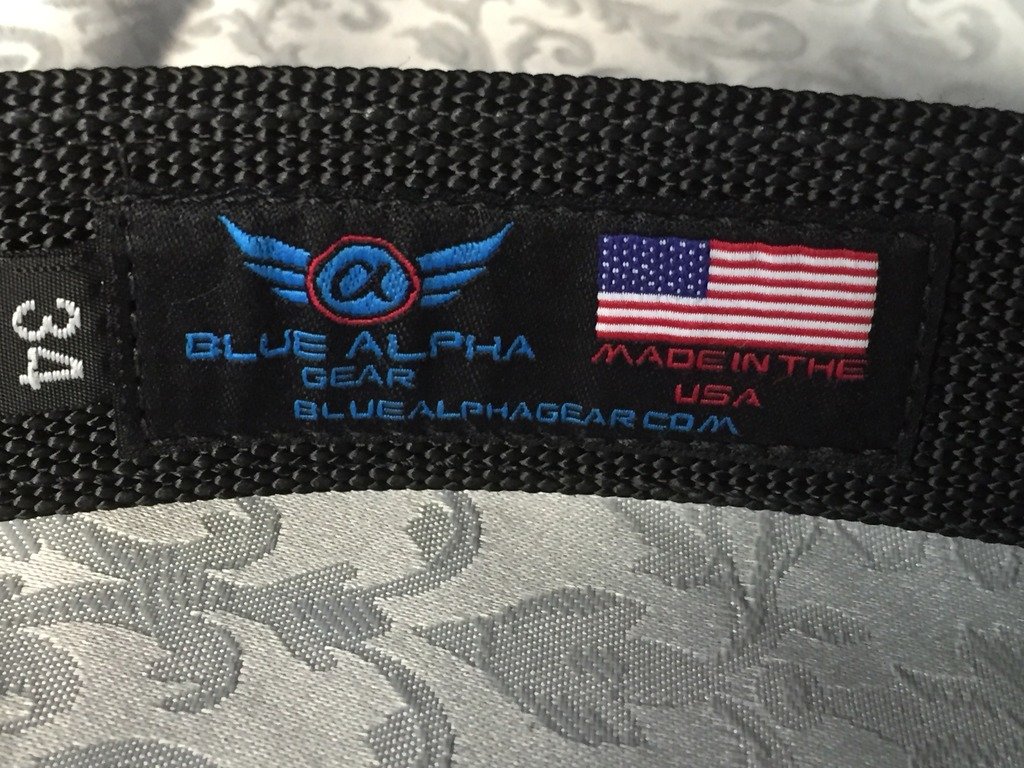 34
BLUE ALPHA
GEAR
BLUEALPHAGEAR.COM
MADE IN THE
USA